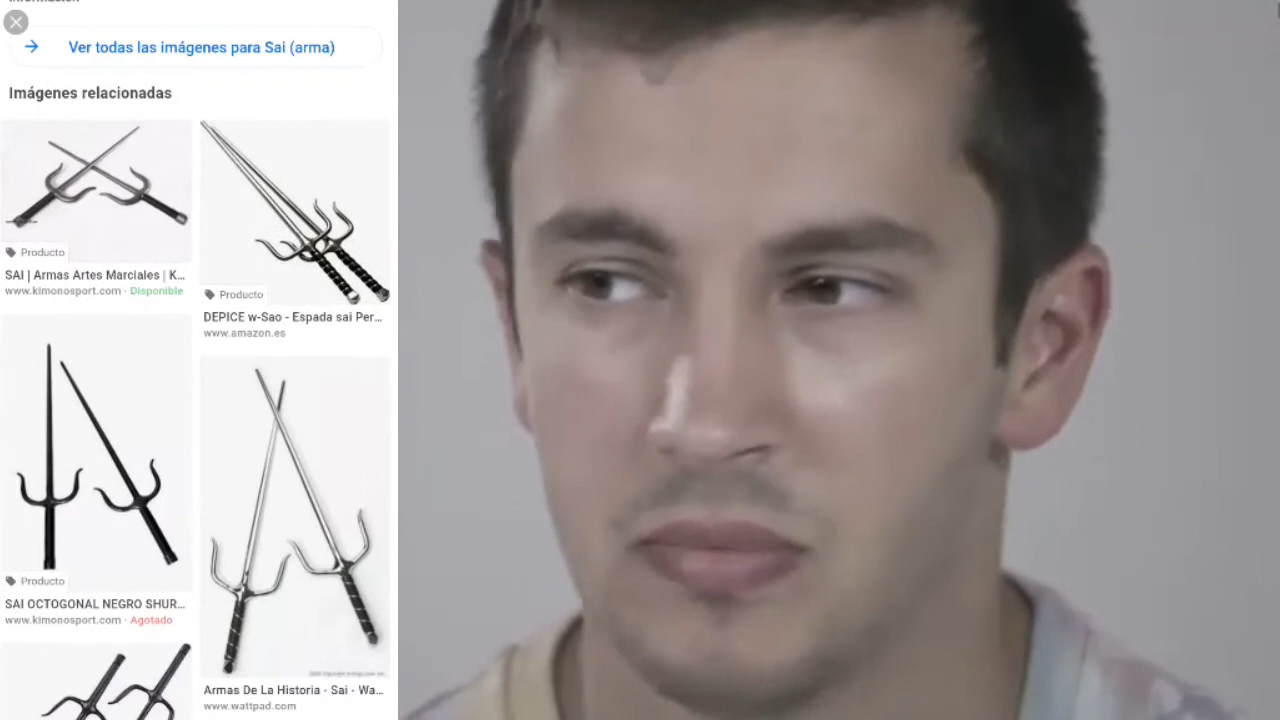 Ver todas las imágenes para Sai (arma)
Imágenes relacionadas
Producto
SAI | Armas Artes Marciales | K...
www.kimonosport.com · Disponible
Producto
DEPICE w-Sao - Espada sai Per...
www.amazon.es
Producto
SAI OCTOGONAL NEGRO SHUR...
www.kimonosport.com · Agotado
Armas De La Historia - Sai - Wa...
www.wattpad.com